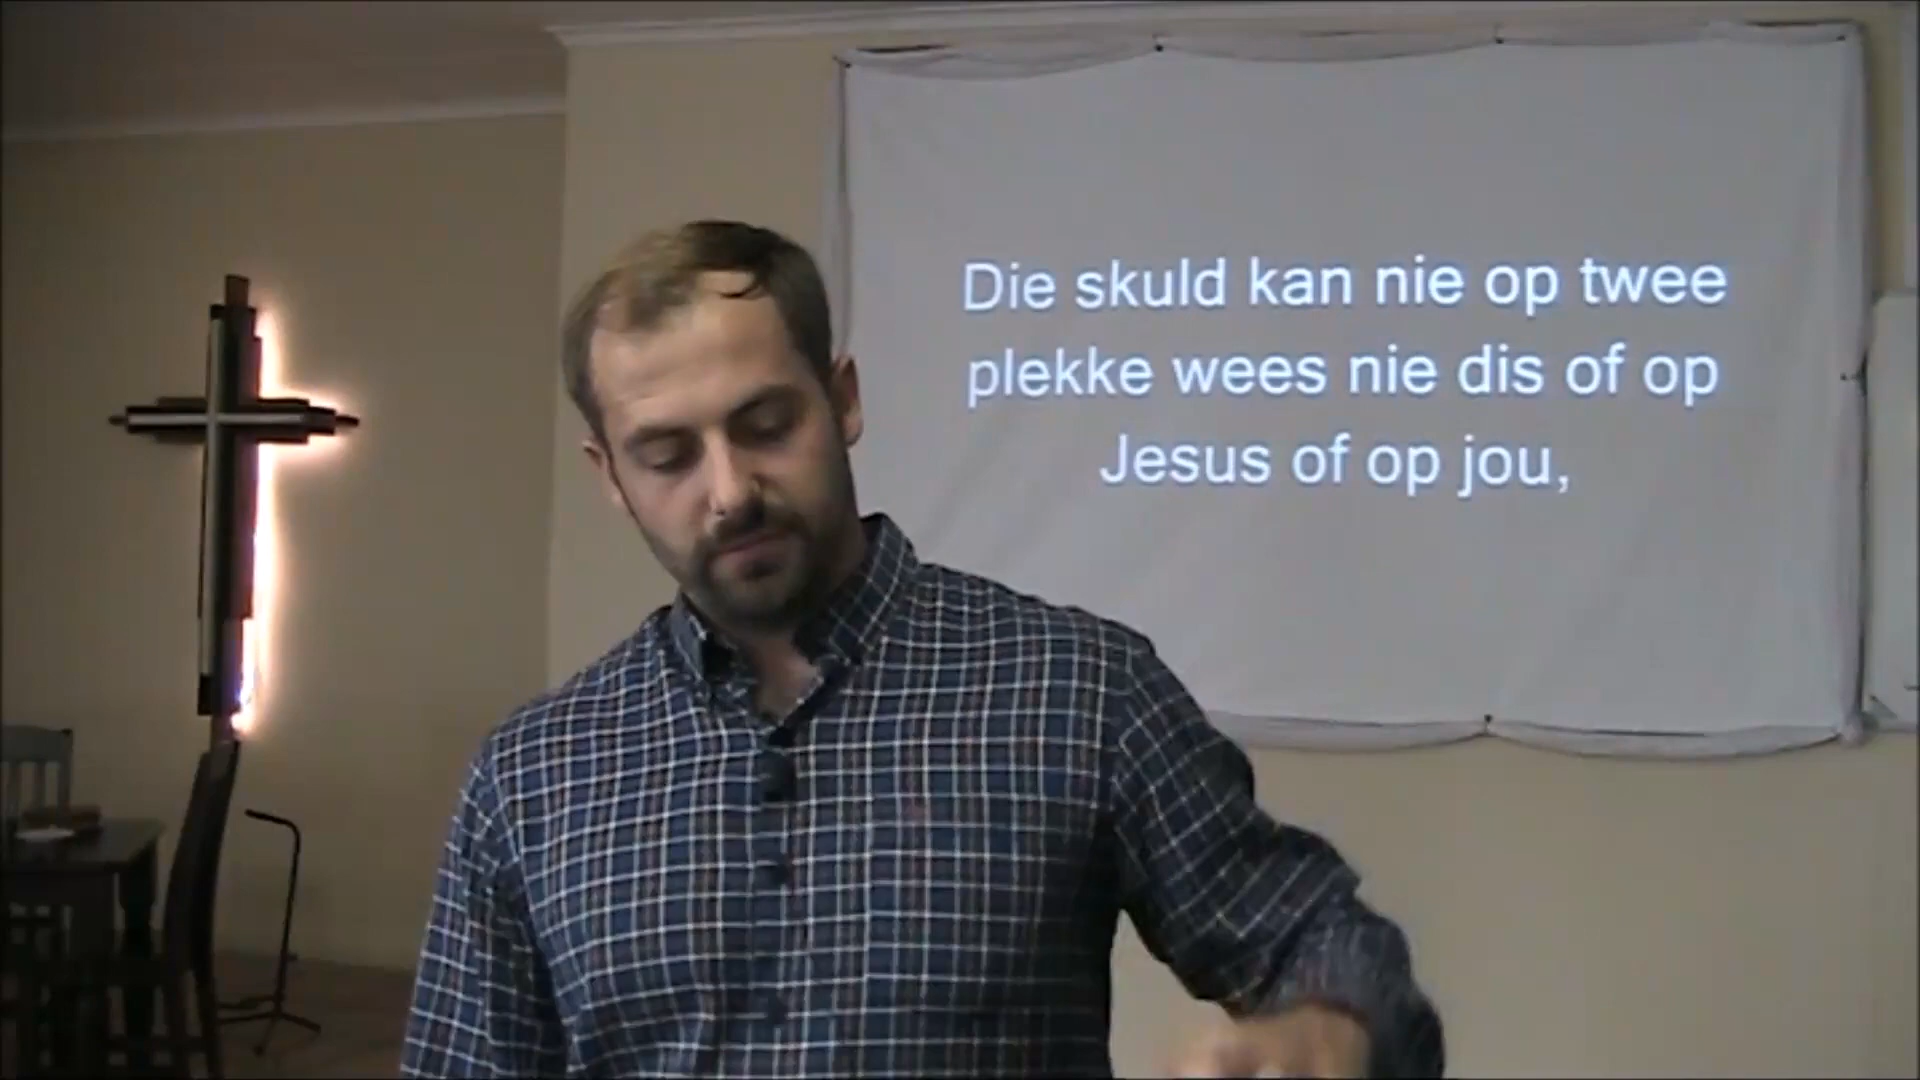 Die skuld kan nie op twee
plekke wees nie dis of op
Jesus of op jou,